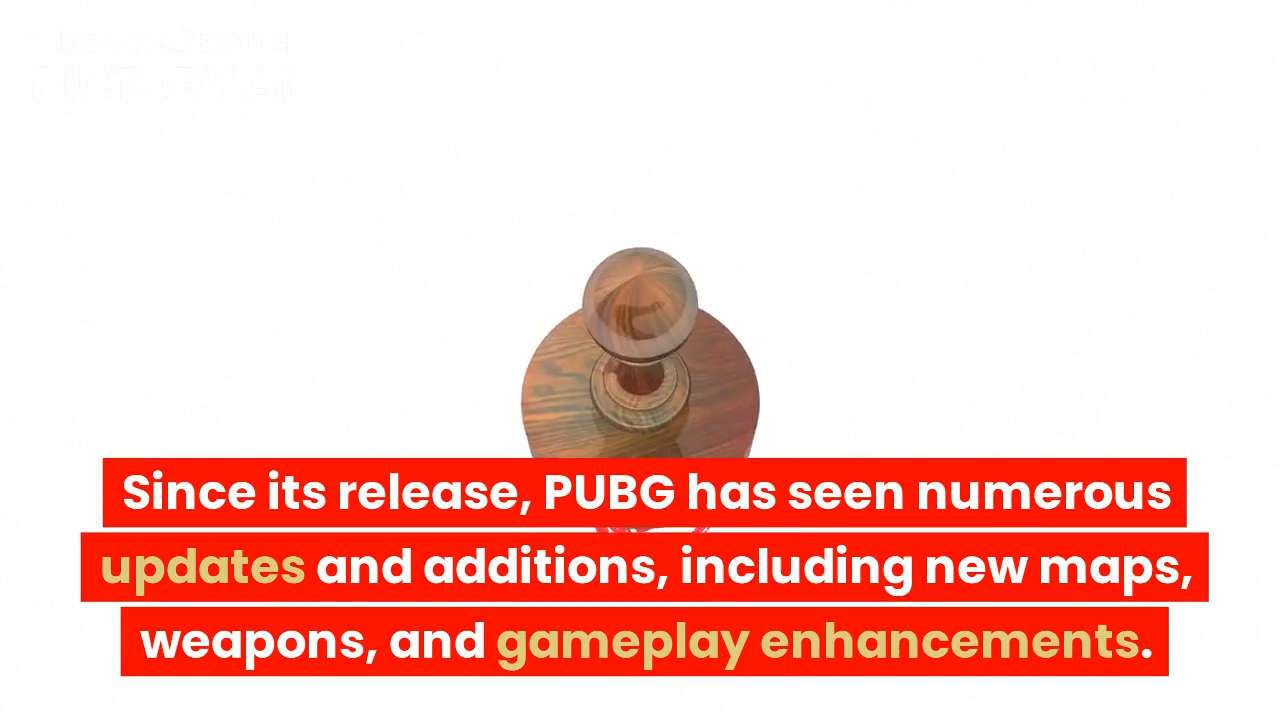 Since its release, PUBG has seen numerous
updates and additions, including new maps,
weapons, and gameplay enhancements.